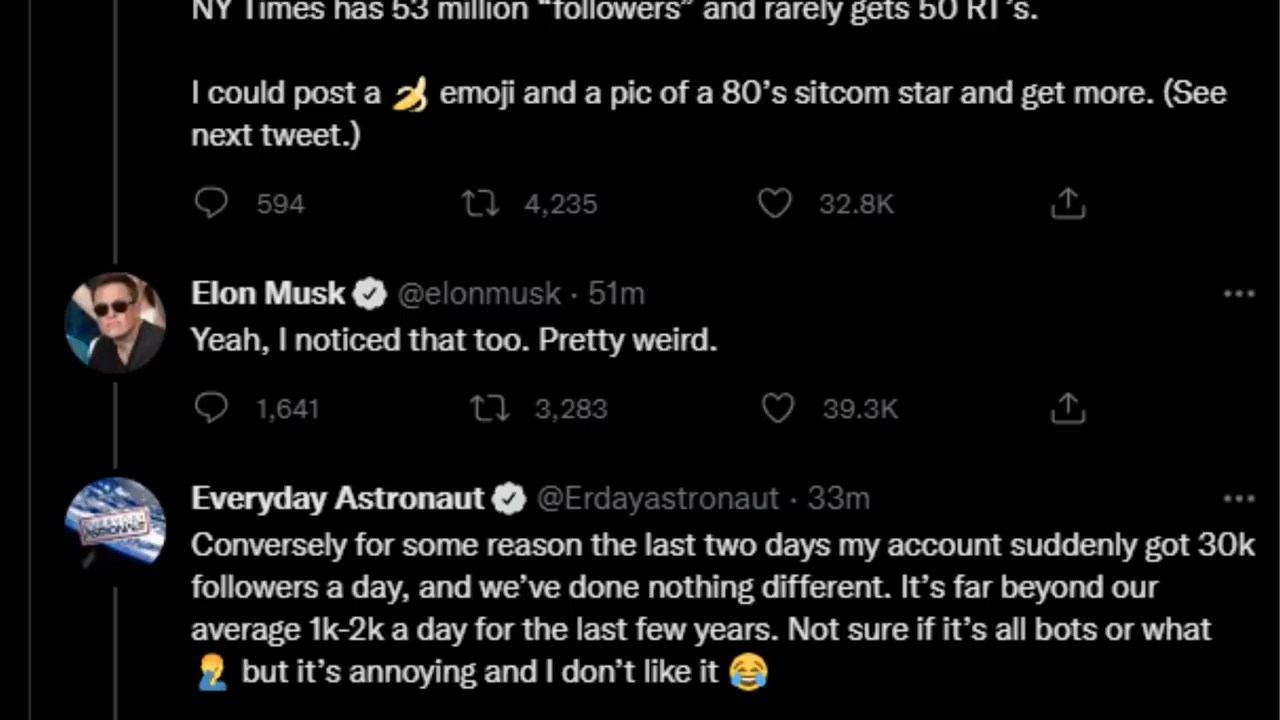 NY Times has 53 million “followers” and rarely gets 50 RT’s.
I could post a 🍌 emoji and a pic of a 80’s sitcom star and get more. (See
next tweet.)
594 4,235 32.8K
Elon Musk @elonmusk · 51m
Yeah, I noticed that too. Pretty weird.
1,641 3,283 39.3K
Everyday Astronaut @Erdayastronaut · 33m
Conversely for some reason the last two days my account suddenly got 30k
followers a day, and we’ve done nothing different. It’s far beyond our
average 1k-2k a day for the last few years. Not sure if it’s all bots or what
🤦‍♂️ but it’s annoying and I don’t like it 😂